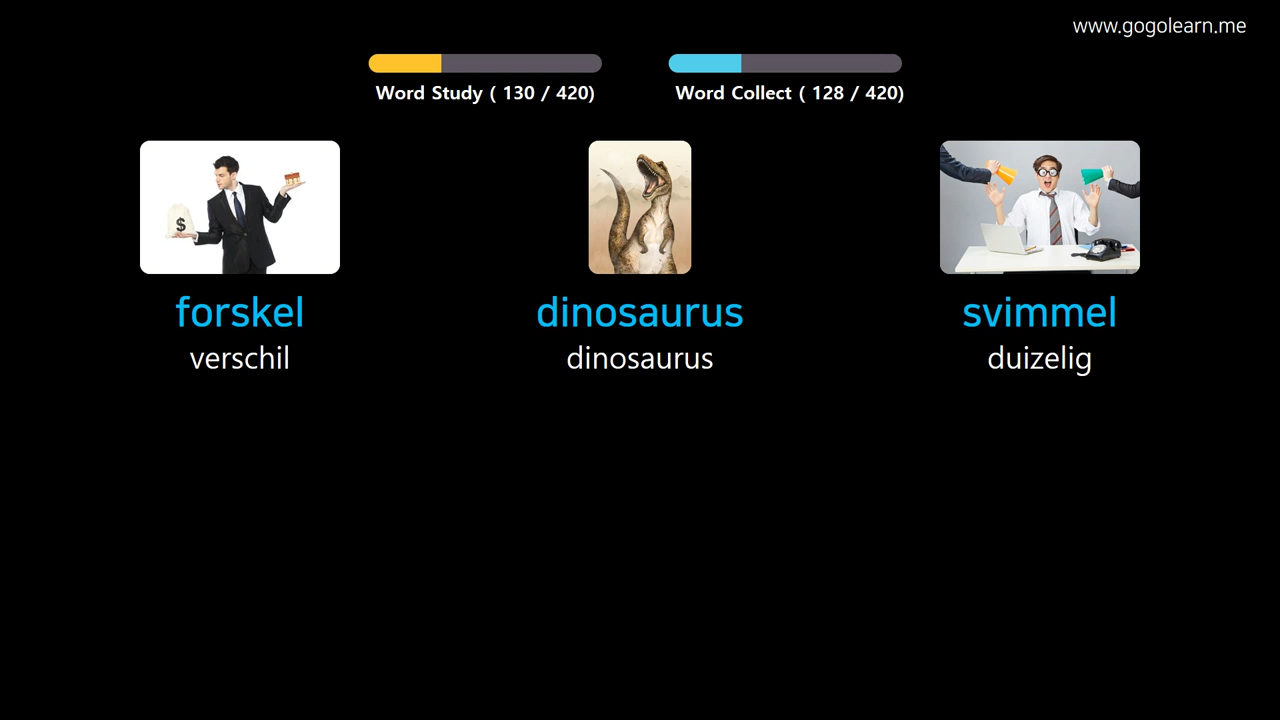 www.gogolearn.me
Word Study ( 130 / 420)
Word Collect ( 128 / 420)
$
forskel
dinosaurus
svimmel
verschil
dinosaurus
duizelig